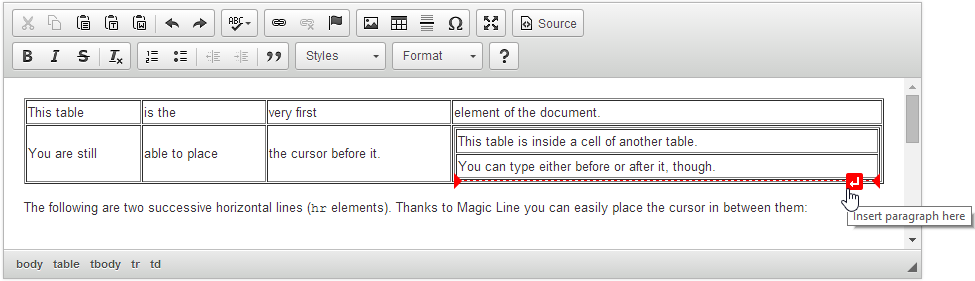 ABC
Source
B I S Ix
Styles Format ?
This table is the very first element of the document.
You are still able to place the cursor before it.
This table is inside a cell of another table.
You can type either before or after it, though.
The following are two successive horizontal lines (hr elements). Thanks to Magic Line you can easily place the cursor in between them:
Insert paragraph here
body table tbody tr td